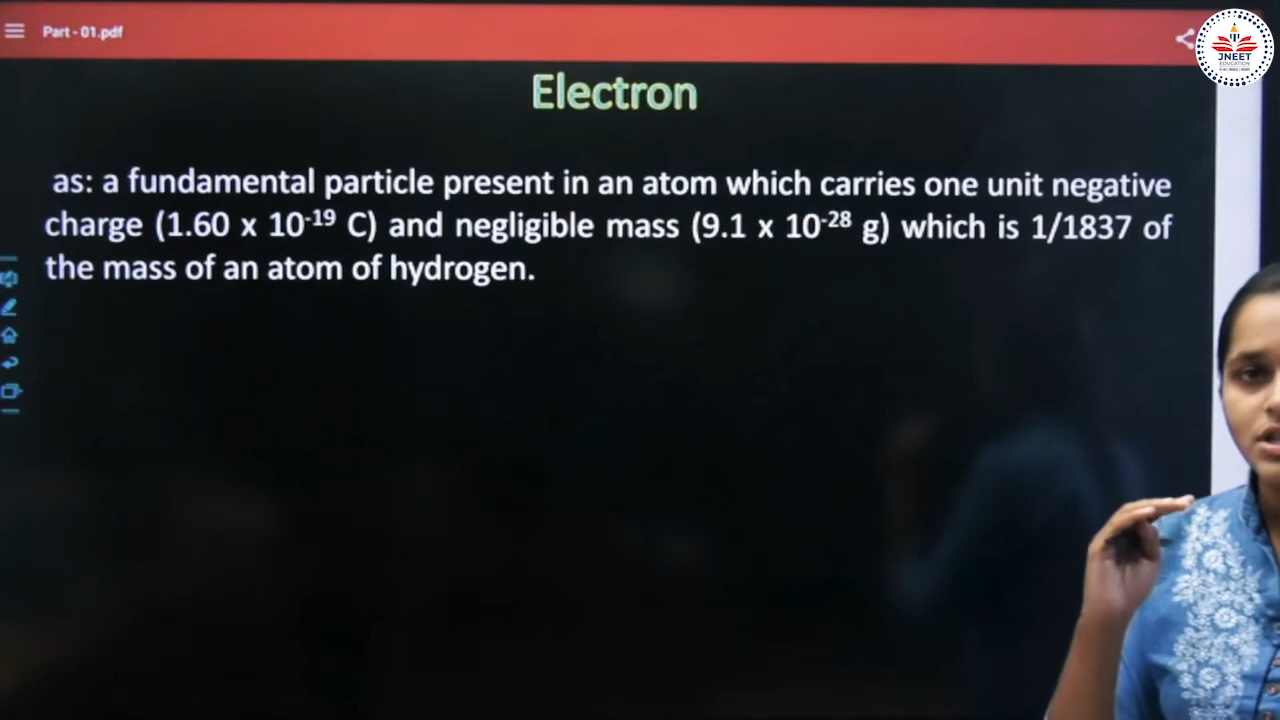 Part - 01.pdf
JNEET
EDUCATION
Electron
as: a fundamental particle present in an atom which carries one unit negative
charge (1.60 x 10⁻¹⁹ C) and negligible mass (9.1 x 10⁻²⁸ g) which is 1/1837 of
the mass of an atom of hydrogen.